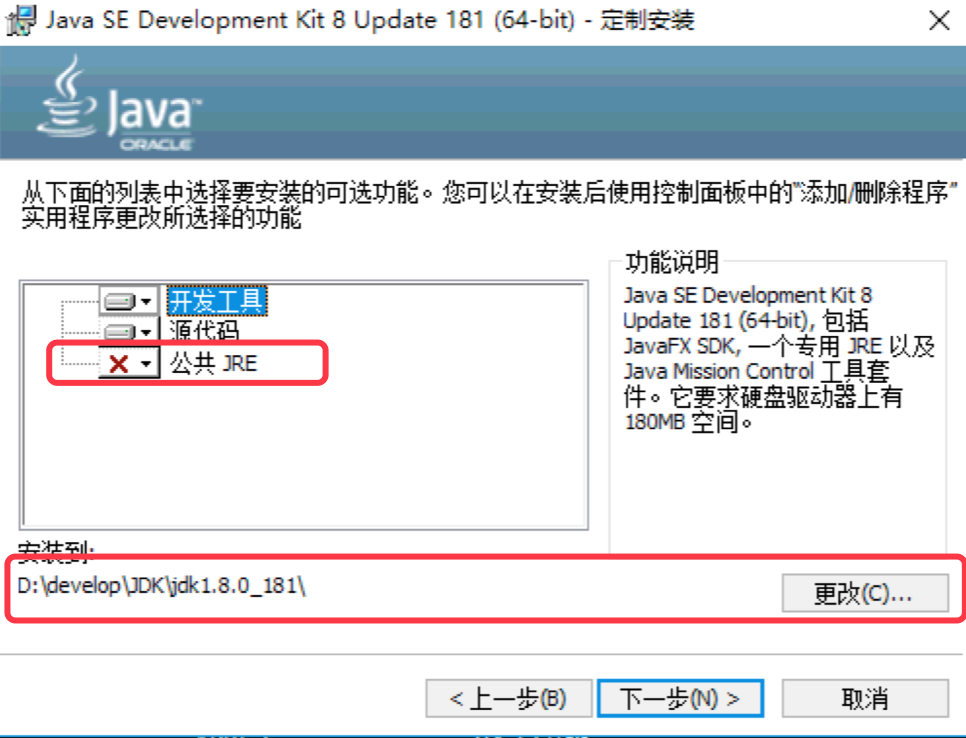 Java SE Development Kit 8 Update 181 (64-bit) - 定制安装
Java™
ORACLE
从下面的列表中选择要安装的可选功能。您可以在安装后使用控制面板中的“添加/删除程序”
实用程序更改所选择的功能
开发工具
源代码
公共 JRE
功能说明
Java SE Development Kit 8
Update 181 (64-bit), 包括
JavaFX SDK, 一个专用 JRE 以及
Java Mission Control 工具套
件。它要求硬盘驱动器上有
180MB 空间。
安装到:
D:\develop\JDK\jdk1.8.0_181\
更改(C)...
< 上一步(B)
下一步(N) >
取消